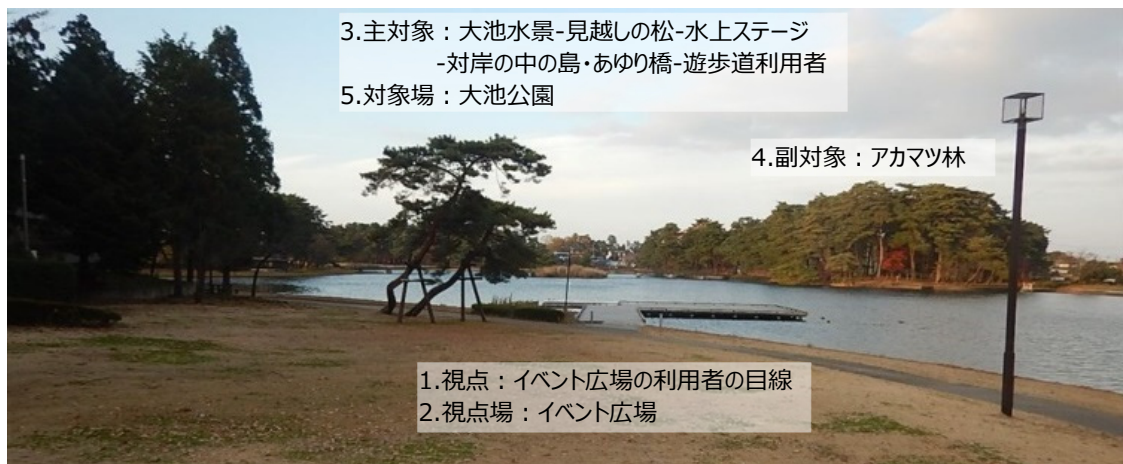 3.主対象：大池水景-見越しの松-水上ステージ
-対岸の中の島・あゆり橋-遊歩道利用者
5.対象場：大池公園
4.副対象：アカマツ林
1.視点：イベント広場の利用者の目線
2.視点場：イベント広場